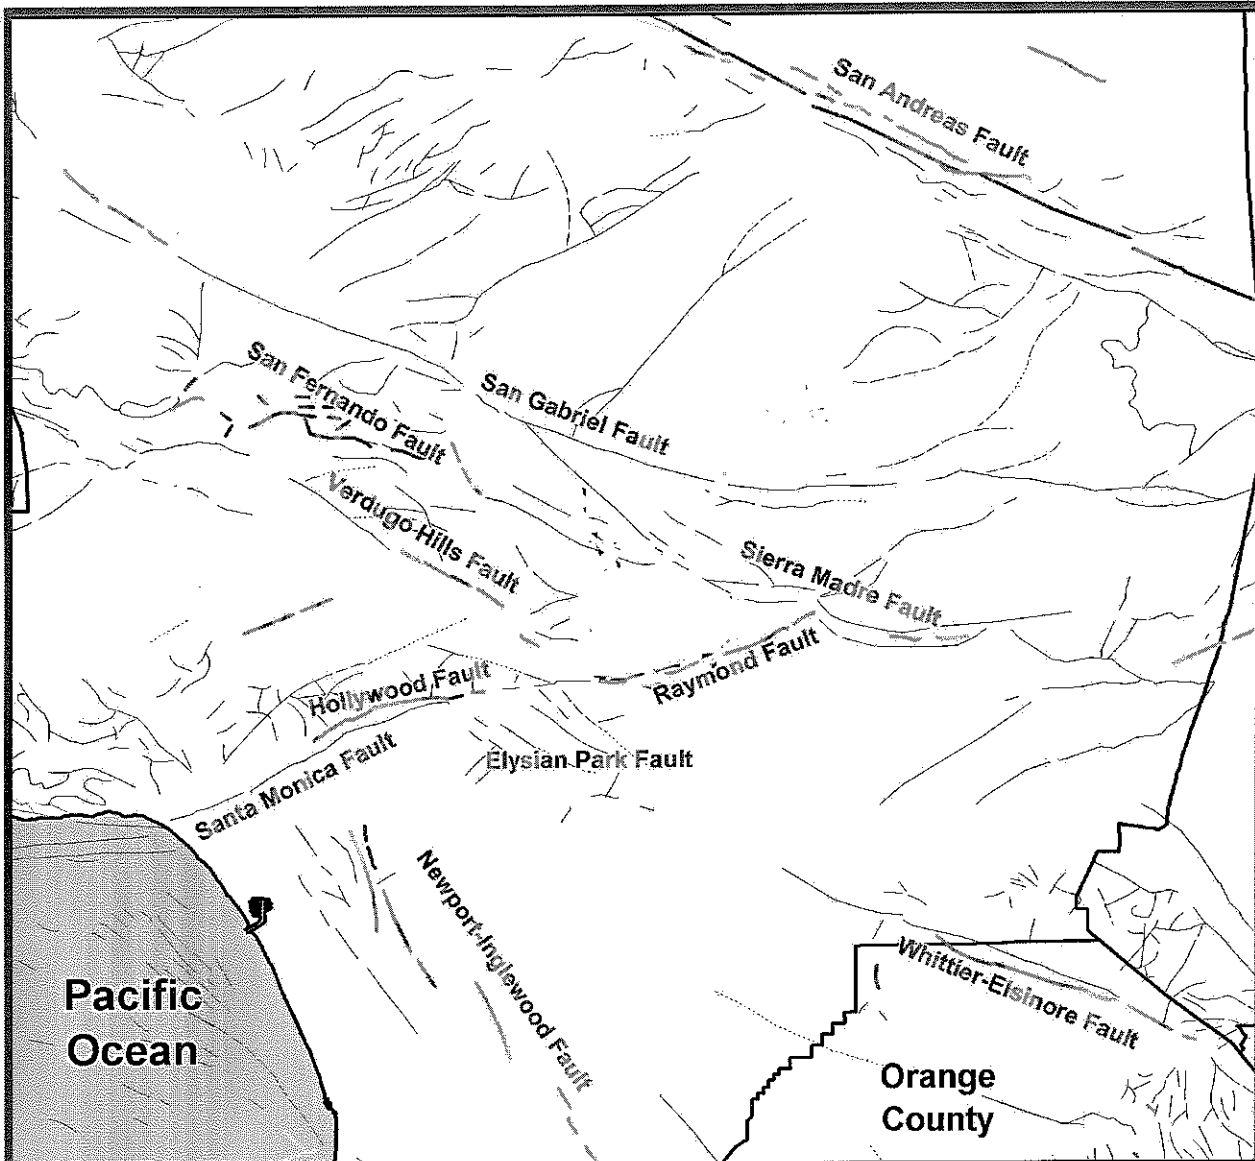 San Andreas Fault
San Fernando Fault
San Gabriel Fault
Verdugo-Hills Fault
Sierra Madre Fault
Raymond Fault
Hollywood Fault
Elysian Park Fault
Santa Monica Fault
Newport-Inglewood Fault
Whittier-Elsinore Fault
Pacific
Ocean
Orange
County